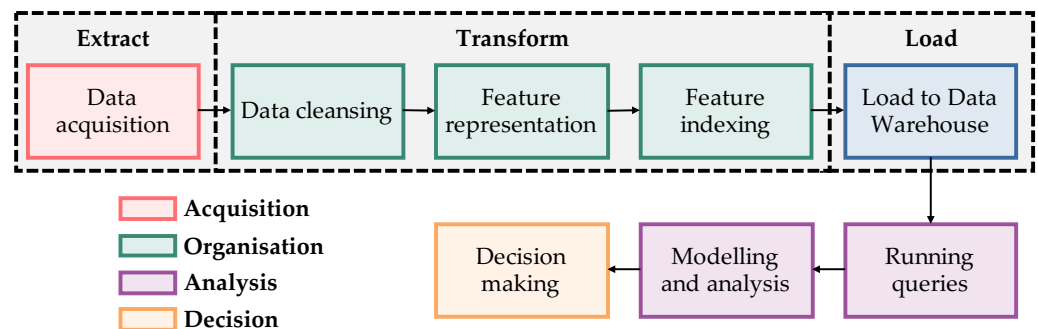 Extract
Transform
Load
Data
acquisition
Data cleansing
Feature
representation
Feature
indexing
Load to Data
Warehouse
Acquisition
Organisation
Analysis
Decision
Decision
making
Modelling
and analysis
Running
queries